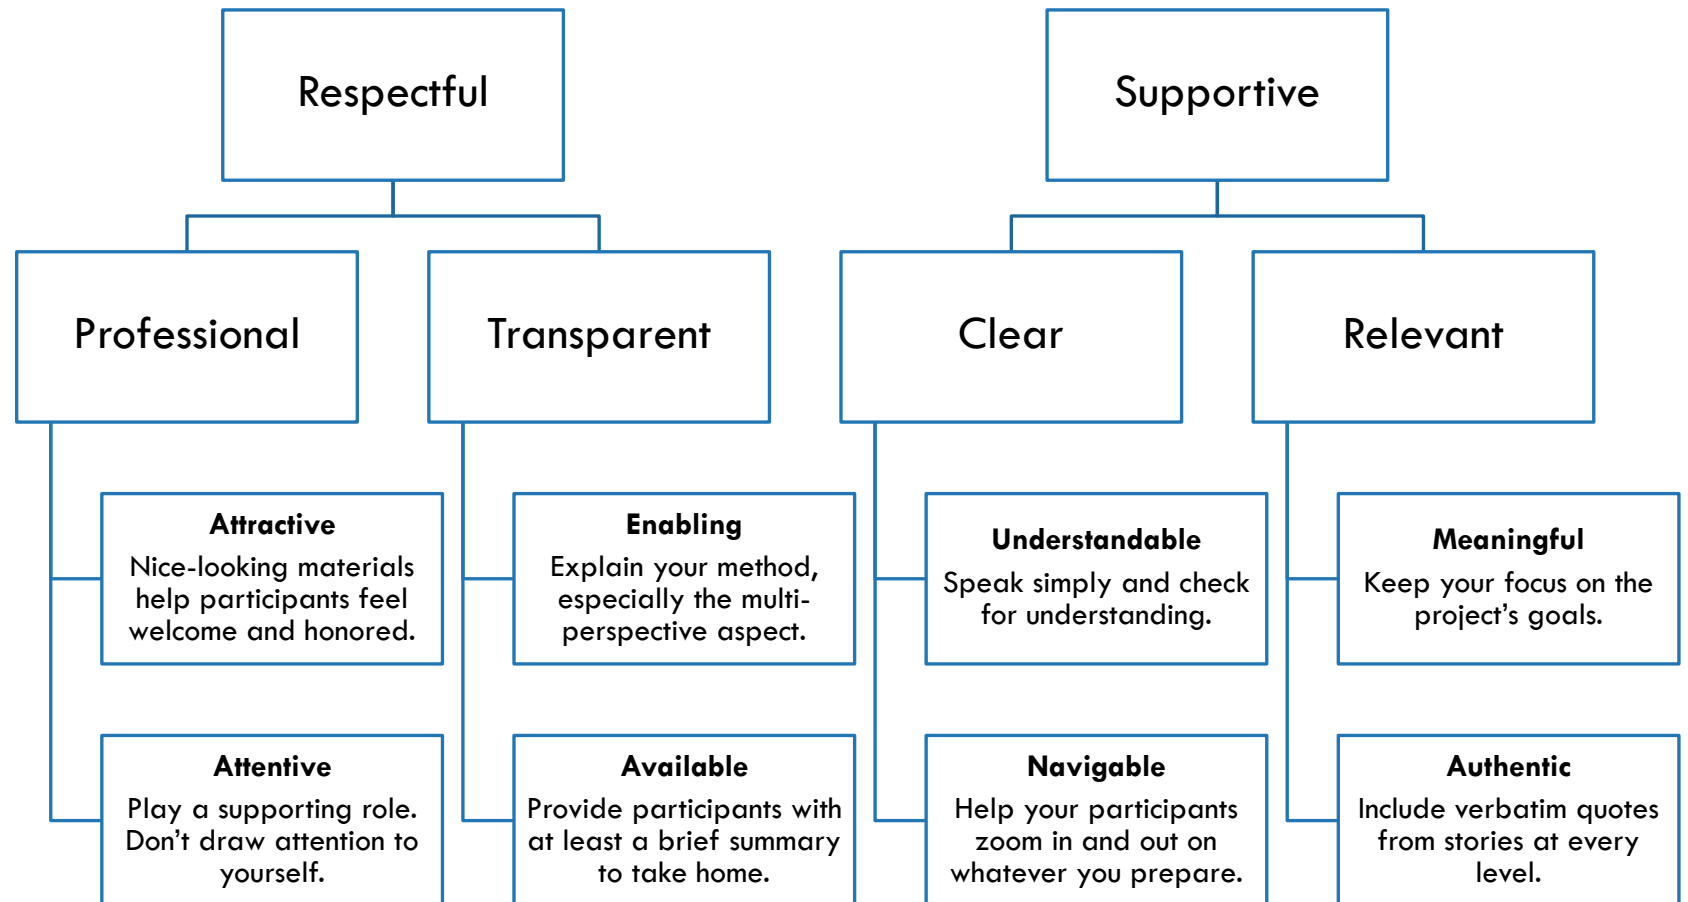 Respectful
Supportive
Professional
Transparent
Clear
Relevant
Attractive
Nice-looking materials
help participants feel
welcome and honored.
Enabling
Explain your method,
especially the multi-
perspective aspect.
Understandable
Speak simply and check
for understanding.
Meaningful
Keep your focus on the
project's goals.
Attentive
Play a supporting role.
Don't draw attention to
yourself.
Available
Provide participants with
at least a brief summary
to take home.
Navigable
Help your participants
zoom in and out on
whatever you prepare.
Authentic
Include verbatim quotes
from stories at every
level.